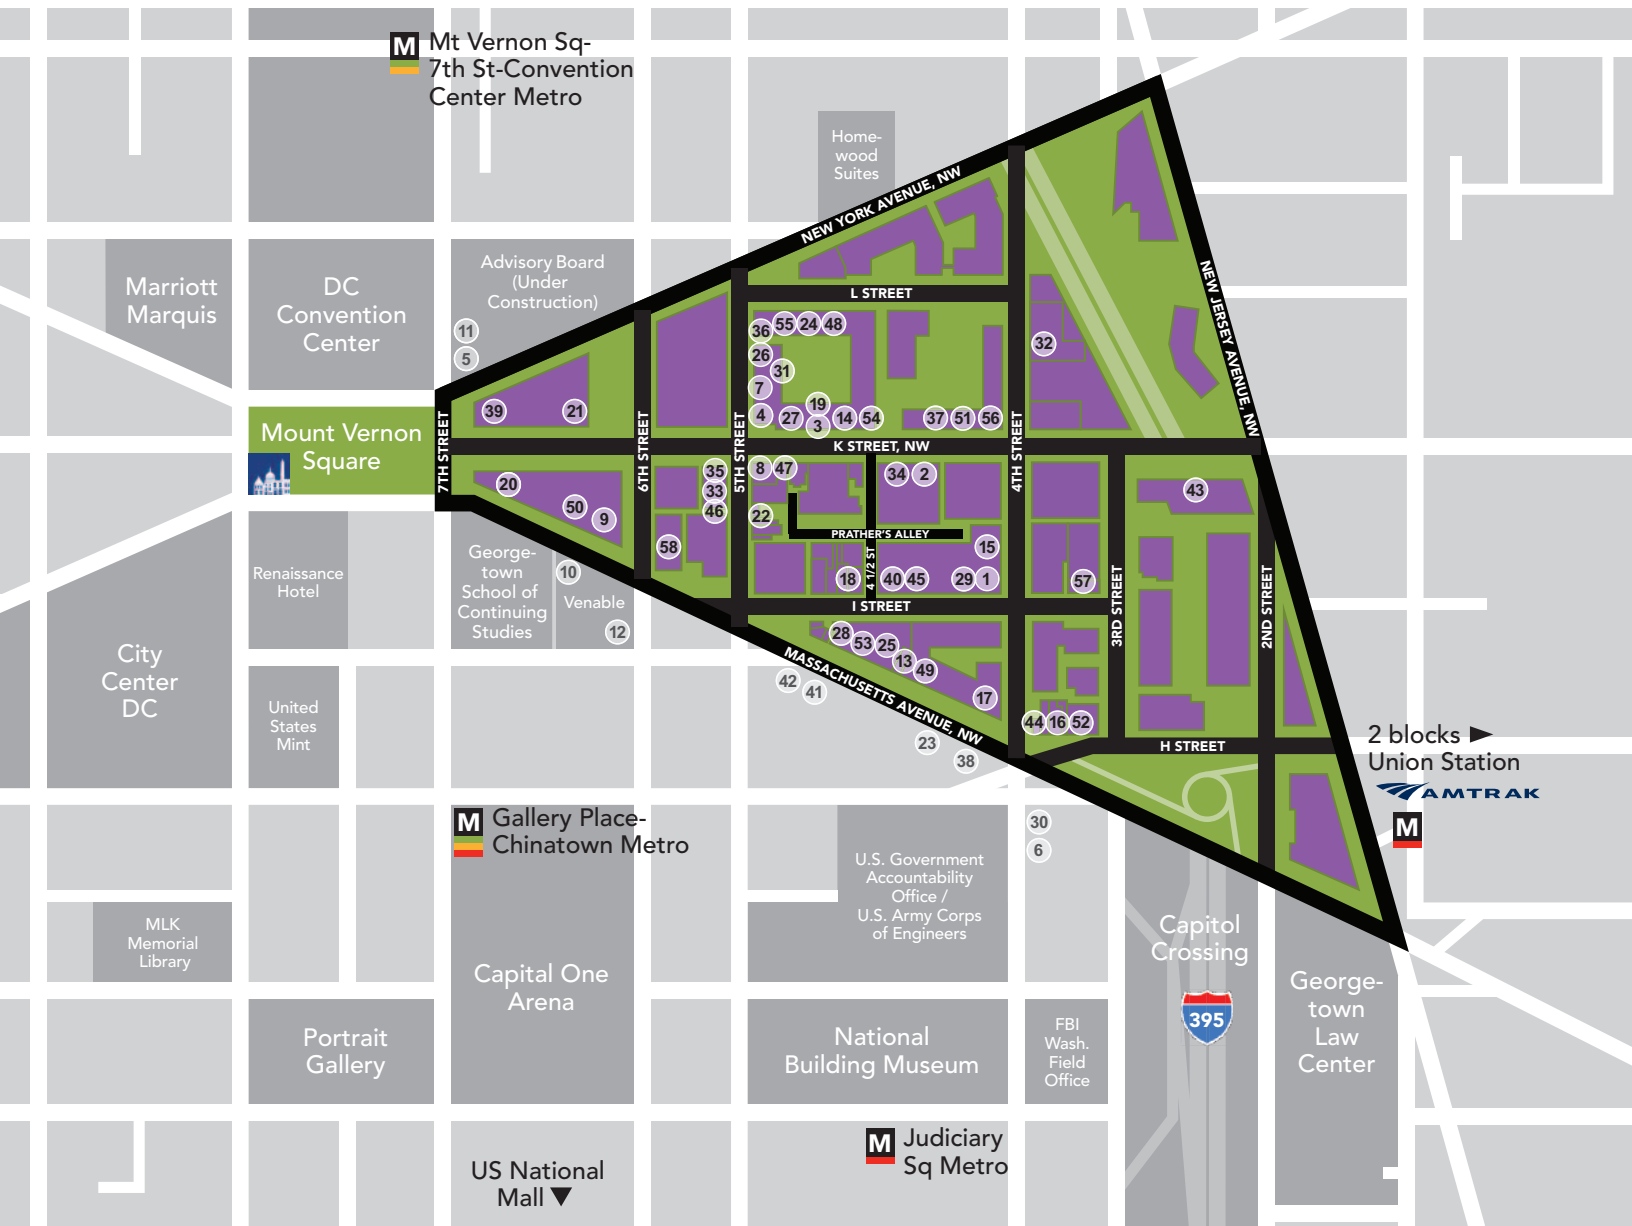 M
Mt Vernon Sq-
7th St-Convention
Center Metro
Home-
wood
Suites
NEW YORK AVENUE, NW
Marriott
Marquis
DC
Convention
Center
Advisory Board
(Under
Construction)
11
5
L STREET
NEW JERSEY AVENUE, NW
36
55
24
48
26
31
7
4
27
19
3
14
54
37
51
56
32
39
21
Mount Vernon
Square
7TH STREET
6TH STREET
5TH STREET
4TH STREET
K STREET, NW
20
50
9
35
33
46
58
8
47
22
34
2
43
PRATHER'S ALLEY
4 1/2 ST
15
18
40
45
29
1
57
I STREET
3RD STREET
2ND STREET
Renaissance
Hotel
George-
town
School of
Continuing
Studies
10
Venable
12
28
53
25
13
49
17
MASSACHUSETTS AVENUE, NW
42
41
23
38
44
16
52
H STREET
City
Center
DC
United
States
Mint
2 blocks
Union Station
AMTRAK
M
M
Gallery Place-
Chinatown Metro
30
6
U.S. Government
Accountability
Office /
U.S. Army Corps
of Engineers
MLK
Memorial
Library
Capital One
Arena
Capitol
Crossing
395
George-
town
Law
Center
Portrait
Gallery
National
Building Museum
FBI
Wash.
Field
Office
M
Judiciary
Sq Metro
US National
Mall